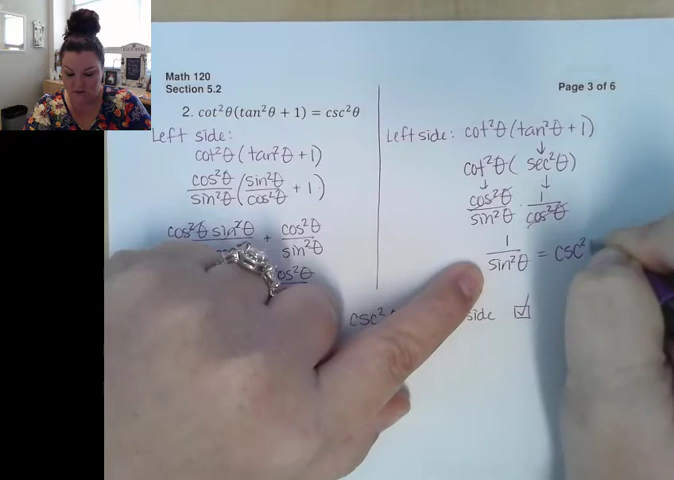 Math 120
Section 5.2
Page 3 of 6
2. cot²θ(tan²θ + 1) = csc²θ
Left side:
cot²θ (tan²θ + 1)
cos²θ/sin²θ (sin²θ/cos²θ + 1)
cos²θ sin²θ + cos²θ/sin²θ
csc²
Left side: cot²θ (tan²θ + 1)
cot²θ ( sec²θ)
cos²θ/sin²θ · 1/cos²θ
1/sin²θ = csc²
side ☑